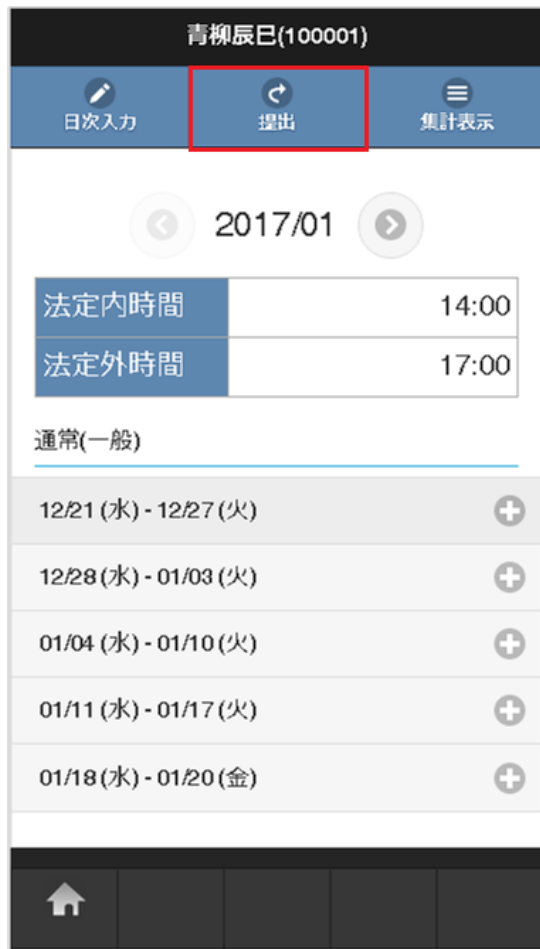 青柳辰巳(100001)
日次入力 提出 集計表示
2017/01
法定内時間 14:00
法定外時間 17:00
通常(一般)
12/21 (水) - 12/27 (火)
12/28 (水) - 01/03 (火)
01/04 (水) - 01/10 (火)
01/11 (水) - 01/17 (火)
01/18 (水) - 01/20 (金)